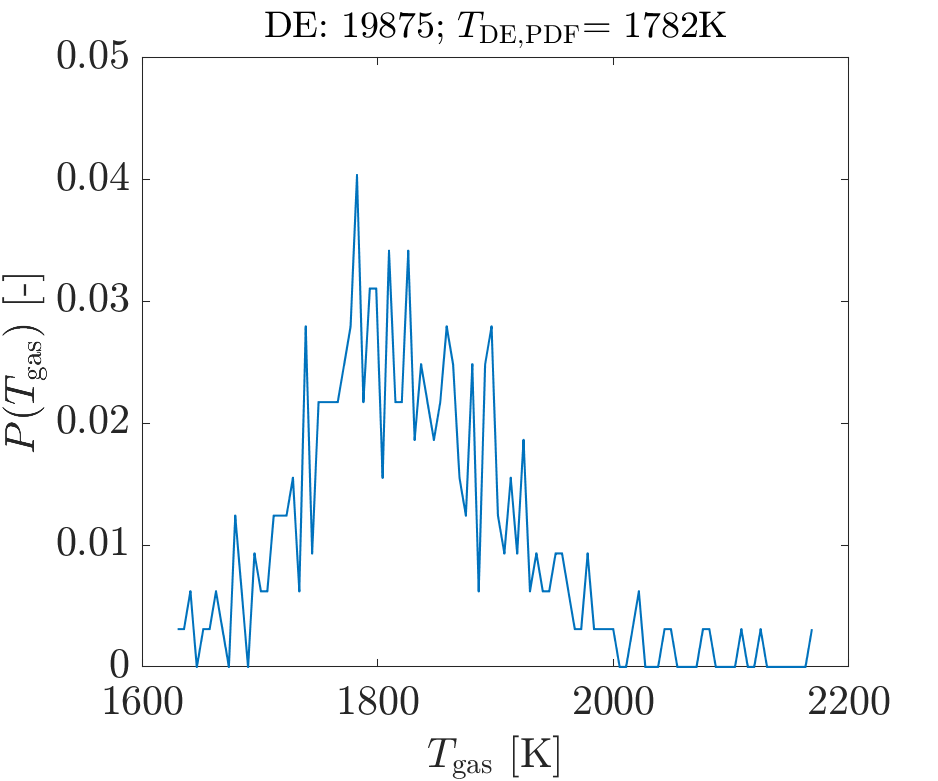 DE: 19875; T_DE,PDF= 1782K
0.05
0.04
0.03
0.02
0.01
0
P(T_gas) [-]
1600 1800 2000 2200
T_gas [K]